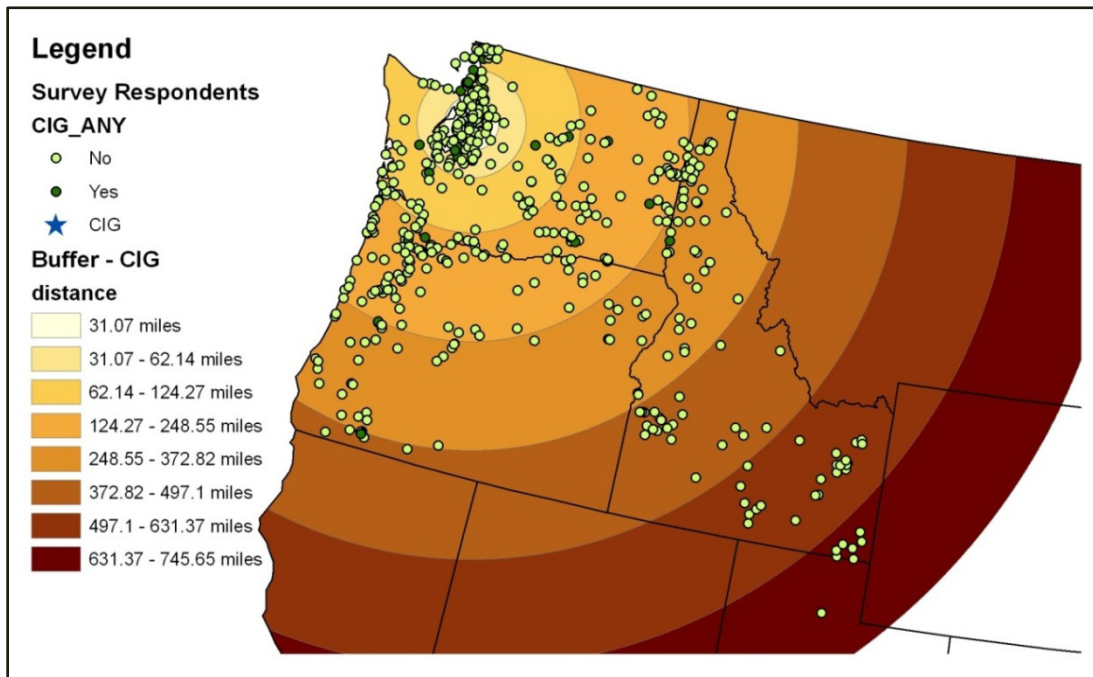 Legend
Survey Respondents
CIG_ANY
No
Yes
CIG
Buffer - CIG
distance
31.07 miles
31.07 - 62.14 miles
62.14 - 124.27 miles
124.27 - 248.55 miles
248.55 - 372.82 miles
372.82 - 497.1 miles
497.1 - 631.37 miles
631.37 - 745.65 miles